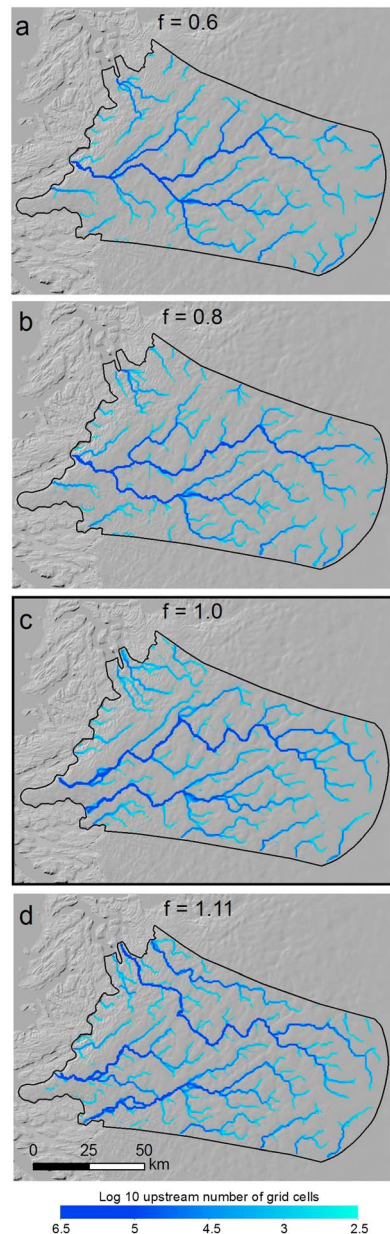 a
f = 0.6
b
f = 0.8
c
f = 1.0
d
f = 1.11
0 25 50
km
Log 10 upstream number of grid cells
6.5 5 4.5 3 2.5